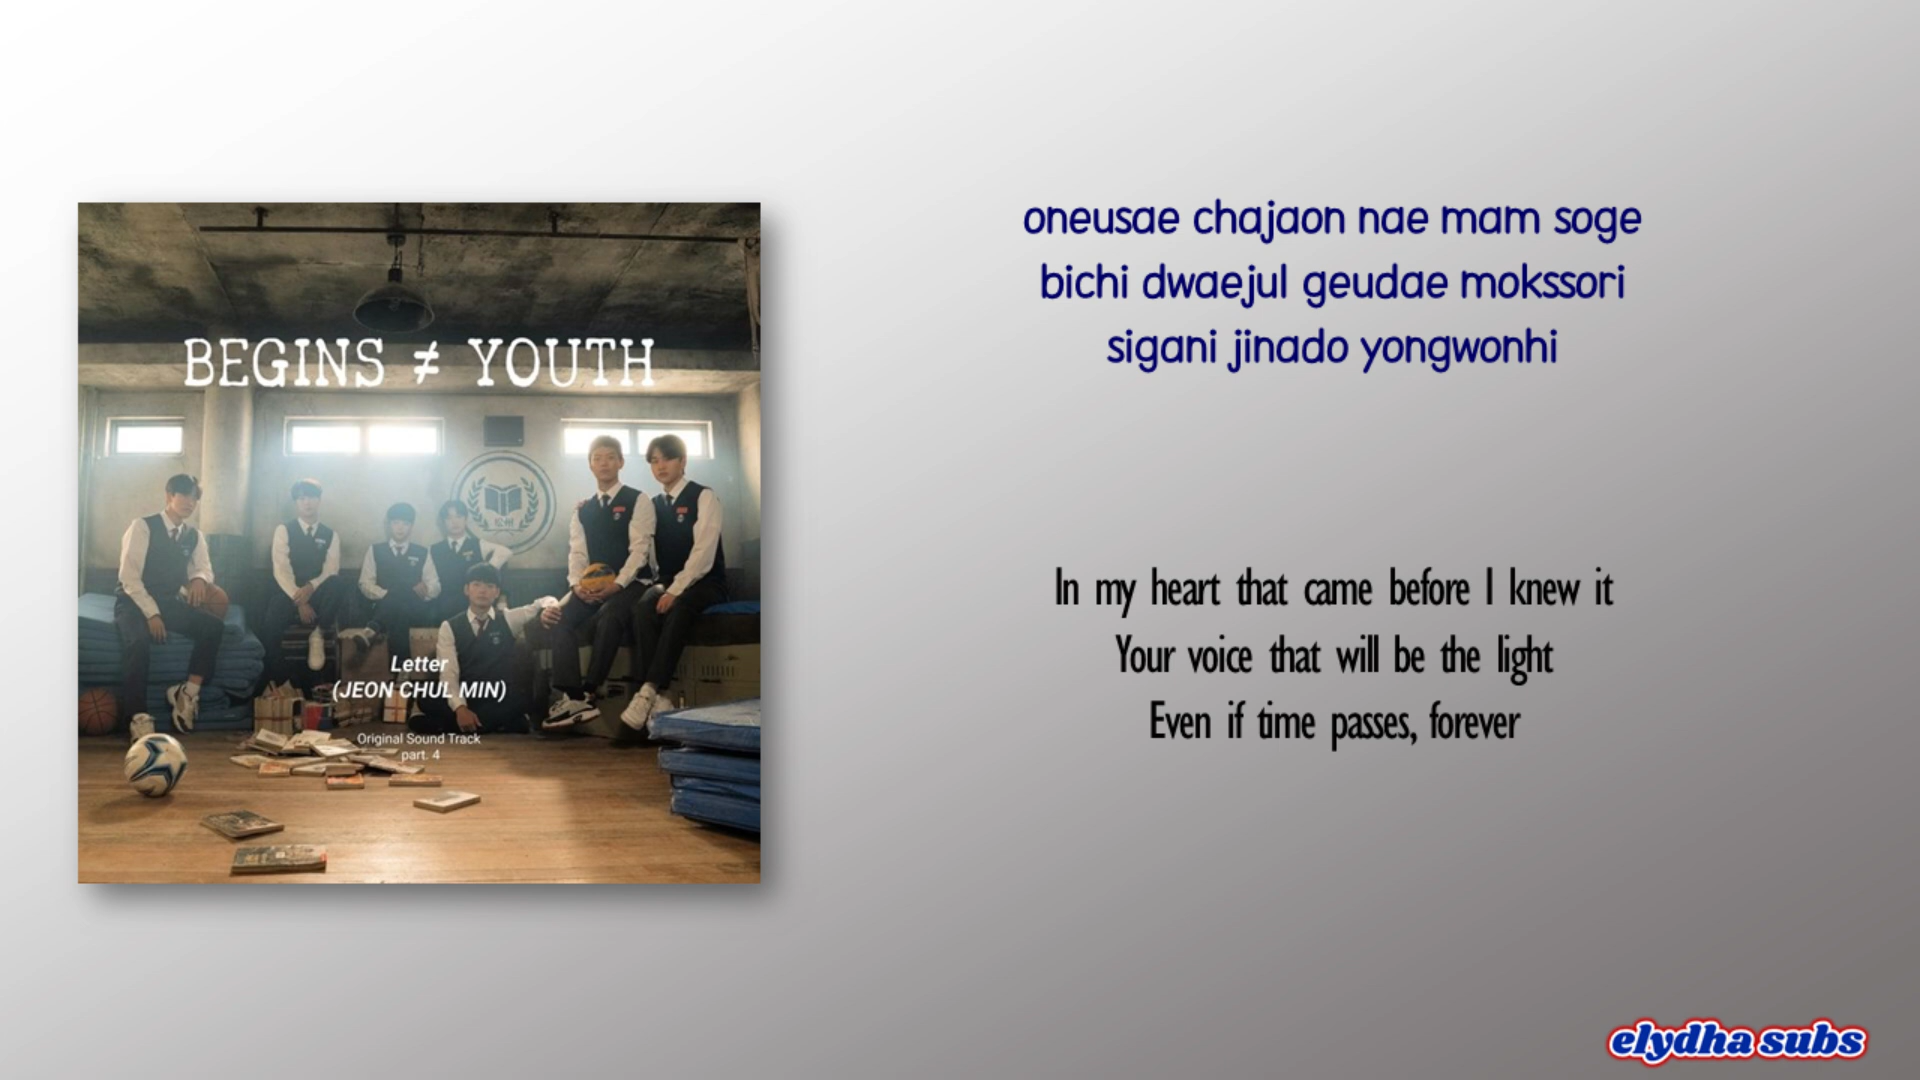 BEGINS ≠ YOUTH
Letter
(JEON CHUL MIN)
Original Sound Track
part. 4
oneusae chajaon nae mam soge
bichi dwaejul geudae mokssori
sigani jinado yongwonhi
In my heart that came before I knew it
Your voice that will be the light
Even if time passes, forever
elydha subs